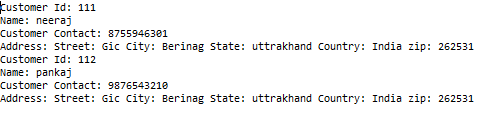 Customer Id: 111
Name: neeraj
Customer Contact: 8755946301
Address: Street: Gic City: Berinag State: uttrakhand Country: India zip: 262531
Customer Id: 112
Name: pankaj
Customer Contact: 9876543210
Address: Street: Gic City: Berinag State: uttrakhand Country: India zip: 262531